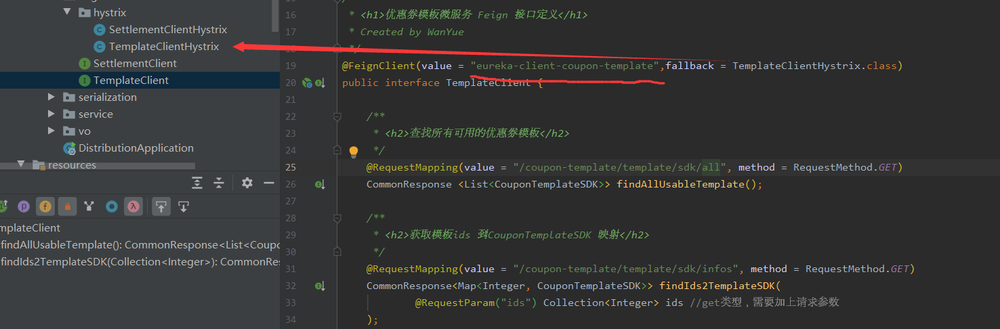 hystrix
SettlementClientHystrix
TemplateClientHystrix
SettlementClient
TemplateClient
serialization
service
vo
DistributionApplication
resources
mplateClient
findAllUsableTemplate(): CommonResponse<List<Coupo
findIds2TemplateSDK(Collection<Integer>): CommonRes
16 * <h1>优惠券模板微服务 Feign 接口定义</h1>
17 * Created by WanYue
18 */
19 @FeignClient(value = "eureka-client-coupon-template",fallback = TemplateClientHystrix.class)
20 public interface TemplateClient {
21
22 /**
23 * <h2>查找所有可用的优惠券模板</h2>
24 */
25 @RequestMapping(value = "/coupon-template/template/sdk/all", method = RequestMethod.GET)
26 CommonResponse <List<CouponTemplateSDK>> findAllUsableTemplate();
27
28 /**
29 * <h2>获取模板ids 到CouponTemplateSDK 映射</h2>
30 */
31 @RequestMapping(value = "/coupon-template/template/sdk/infos", method = RequestMethod.GET)
32 CommonResponse<Map<Integer, CouponTemplateSDK>> findIds2TemplateSDK(
33 @RequestParam("ids") Collection<Integer> ids //get类型，需要加上请求参数
34 );